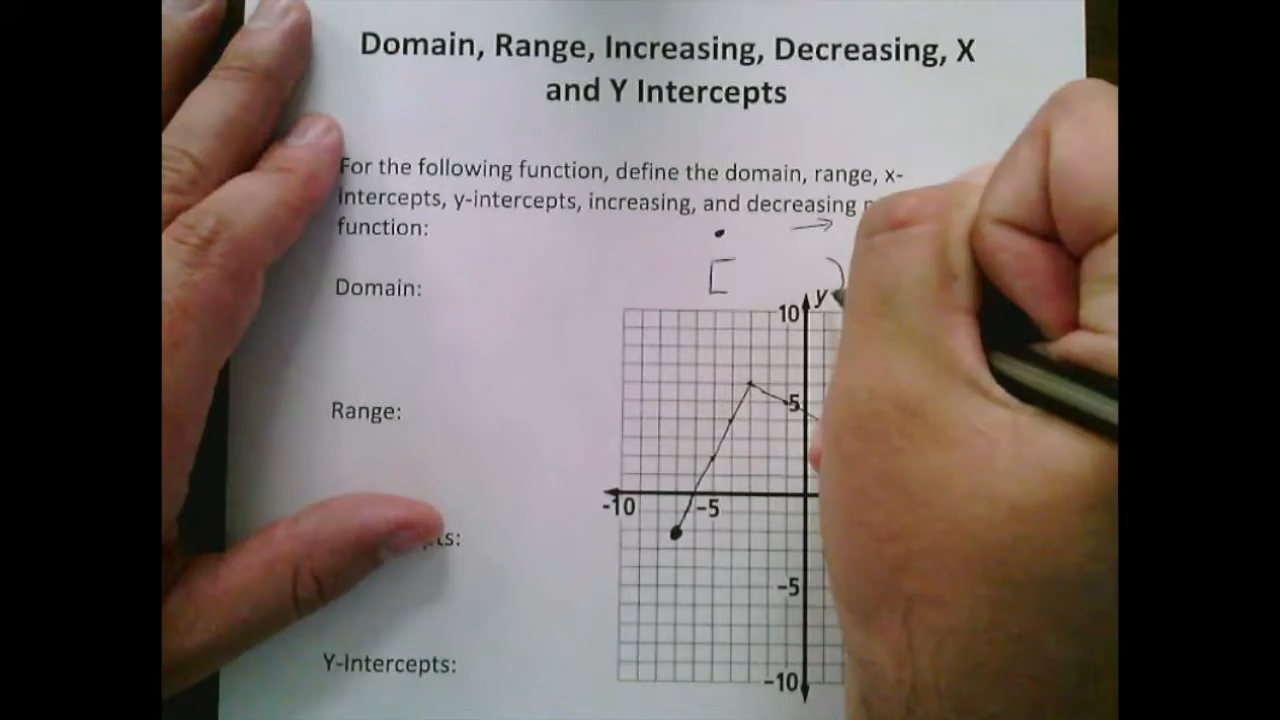 Domain, Range, Increasing, Decreasing, X
and Y Intercepts
For the following function, define the domain, range, x-
intercepts, y-intercepts, increasing, and decreasing
function:
Domain:
[ )
10 y
Range:
5
-10 -5
-5
Y-Intercepts:
-10